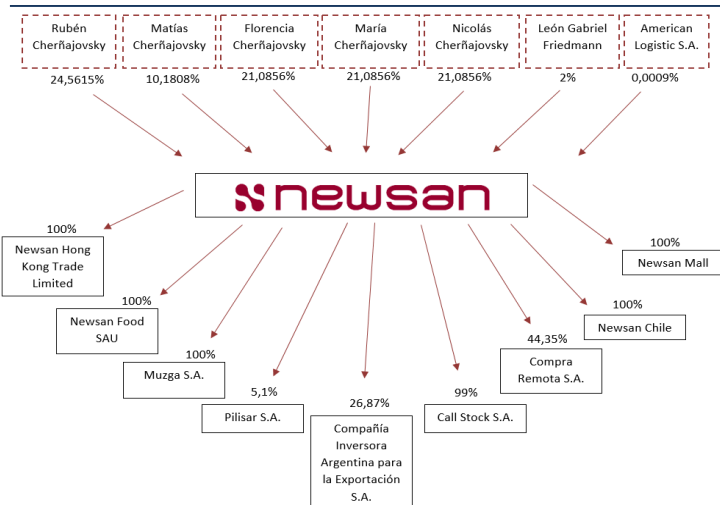 Rubén
Cherñajovsky
24,5615%
Matías
Cherñajovsky
10,1808%
Florencia
Cherñajovsky
21,0856%
María
Cherñajovsky
21,0856%
Nicolás
Cherñajovsky
21,0856%
León Gabriel
Friedmann
2%
American
Logistic S.A.
0,0009%
newsan
100%
Newsan Hong
Kong Trade
Limited
100%
Newsan Food
SAU
100%
Muzga S.A.
5,1%
Pilisar S.A.
26,87%
Compañía
Inversora
Argentina para
la Exportación
S.A.
99%
Call Stock S.A.
44,35%
Compra
Remota S.A.
100%
Newsan Chile
100%
Newsan Mall